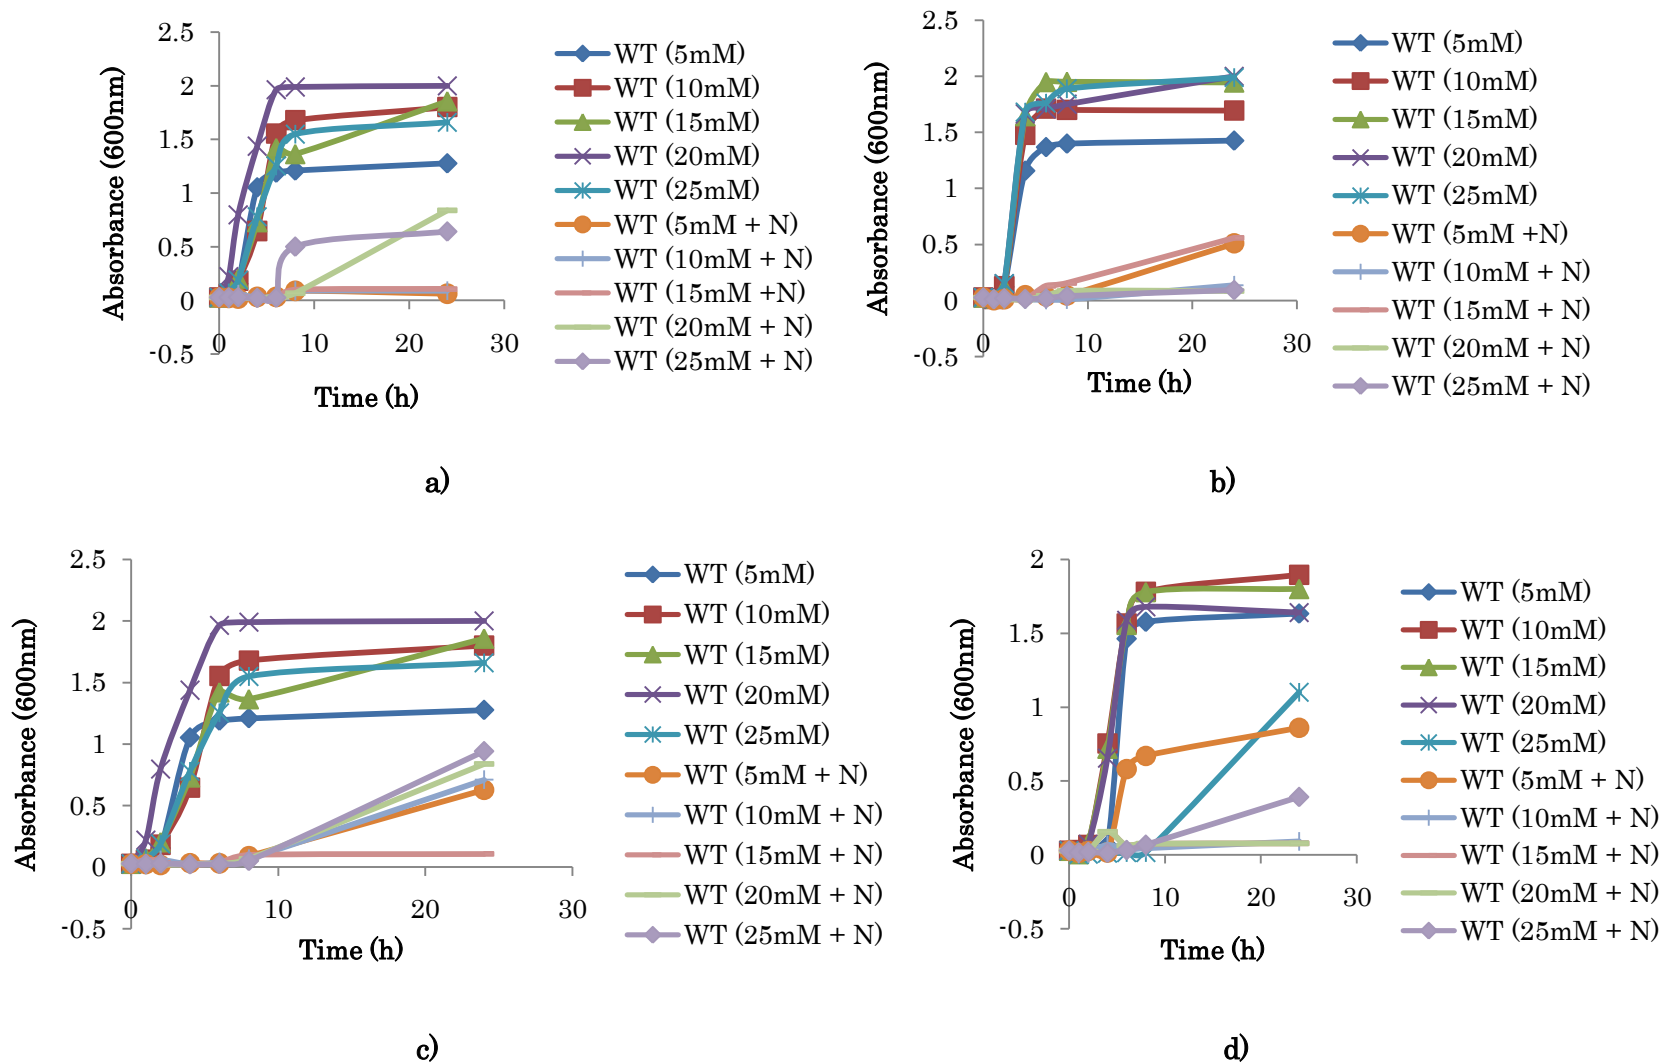 2.5
2
1.5
1
0.5
0
-0.5
0
10
20
30
Absorbance (600nm)
Time (h)
WT (5mM)
WT (10mM)
WT (15mM)
WT (20mM)
WT (25mM)
WT (5mM + N)
WT (10mM + N)
WT (15mM +N)
WT (20mM + N)
WT (25mM + N)
a)
2.5
2
1.5
1
0.5
0
-0.5
0
10
20
30
Absorbance (600nm)
Time (h)
WT (5mM)
WT (10mM)
WT (15mM)
WT (20mM)
WT (25mM)
WT (5mM +N)
WT (10mM + N)
WT (15mM + N)
WT (20mM + N)
WT (25mM + N)
b)
2.5
2
1.5
1
0.5
0
-0.5
0
10
20
30
Absorbance (600nm)
Time (h)
WT (5mM)
WT (10mM)
WT (15mM)
WT (20mM)
WT (25mM)
WT (5mM + N)
WT (10mM + N)
WT (15mM + N)
WT (20mM + N)
WT (25mM + N)
c)
2
1.5
1
0.5
0
-0.5
0
10
20
30
Absorbance (600nm)
Time (h)
WT (5mM)
WT (10mM)
WT (15mM)
WT (20mM)
WT (25mM)
WT (5mM + N)
WT (10mM + N)
WT (15mM + N)
WT (20mM + N)
WT (25mM + N)
d)